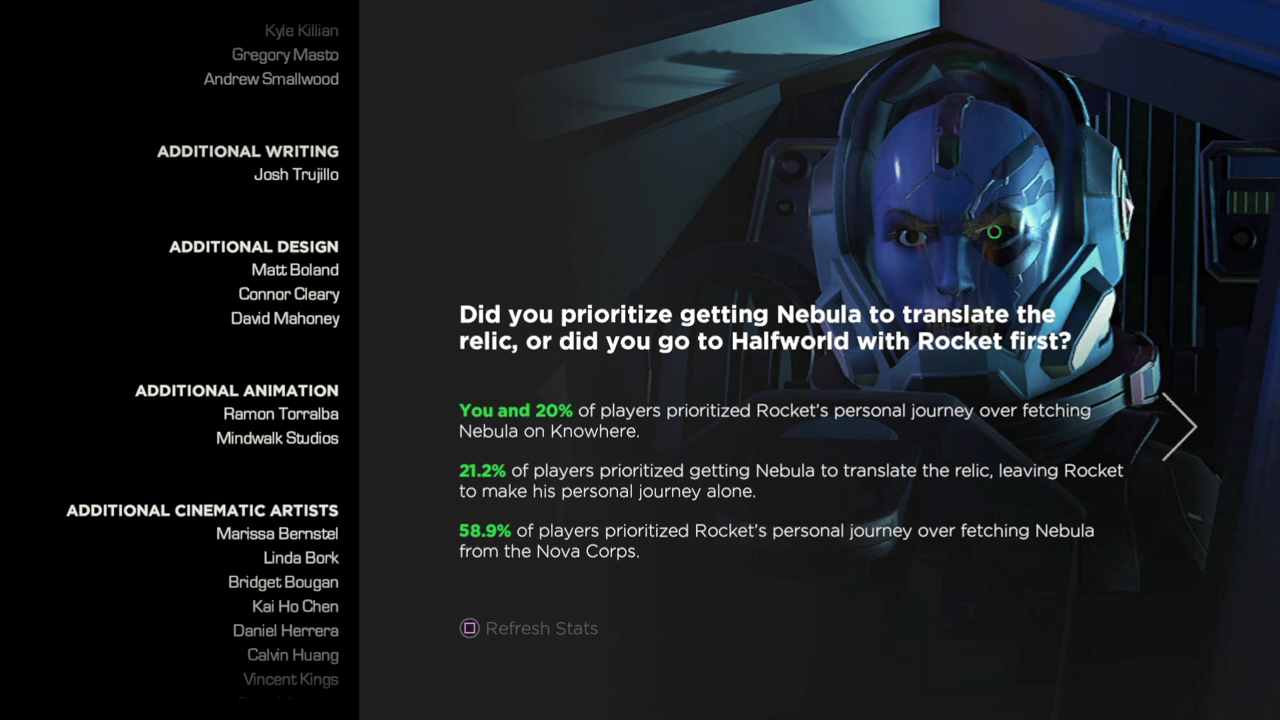 Kyle Killian
Gregory Masto
Andrew Smallwood
ADDITIONAL WRITING
Josh Trujillo
ADDITIONAL DESIGN
Matt Boland
Connor Cleary
David Mahoney
ADDITIONAL ANIMATION
Ramon Torralba
Mindwalk Studios
ADDITIONAL CINEMATIC ARTISTS
Marissa Bernstel
Linda Bork
Bridget Bougan
Kai Ho Chen
Daniel Herrera
Calvin Huang
Vincent Kings
Did you prioritize getting Nebula to translate the
relic, or did you go to Halfworld with Rocket first?
You and 20% of players prioritized Rocket's personal journey over fetching
Nebula on Knowhere.
21.2% of players prioritized getting Nebula to translate the relic, leaving Rocket
to make his personal journey alone.
58.9% of players prioritized Rocket's personal journey over fetching Nebula
from the Nova Corps.
Refresh Stats